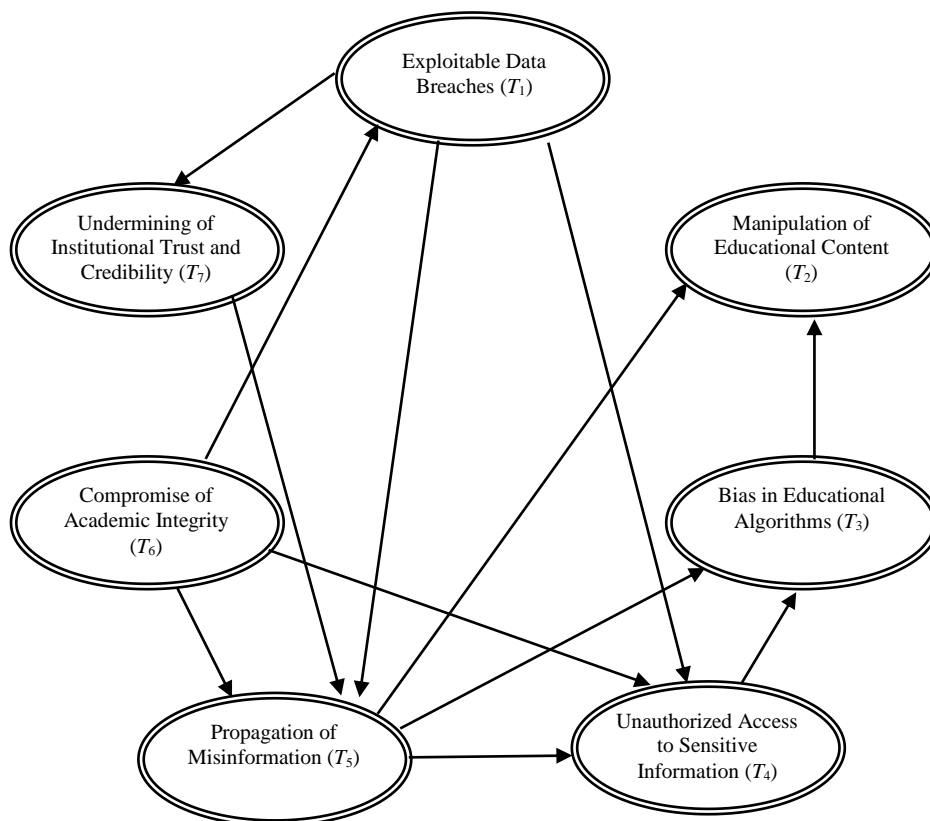 Exploitable Data
Breaches (T₁)
Undermining of
Institutional Trust and
Credibility (T₇)
Manipulation of
Educational Content
(T₂)
Compromise of
Academic Integrity
(T₆)
Bias in Educational
Algorithms (T₃)
Propagation of
Misinformation (T₅)
Unauthorized Access
to Sensitive
Information (T₄)